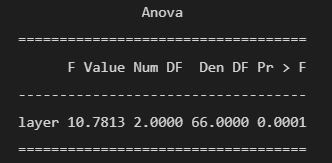 Anova
===================================
F Value Num DF Den DF Pr > F
-----------------------------------
layer 10.7813 2.0000 66.0000 0.0001
===================================